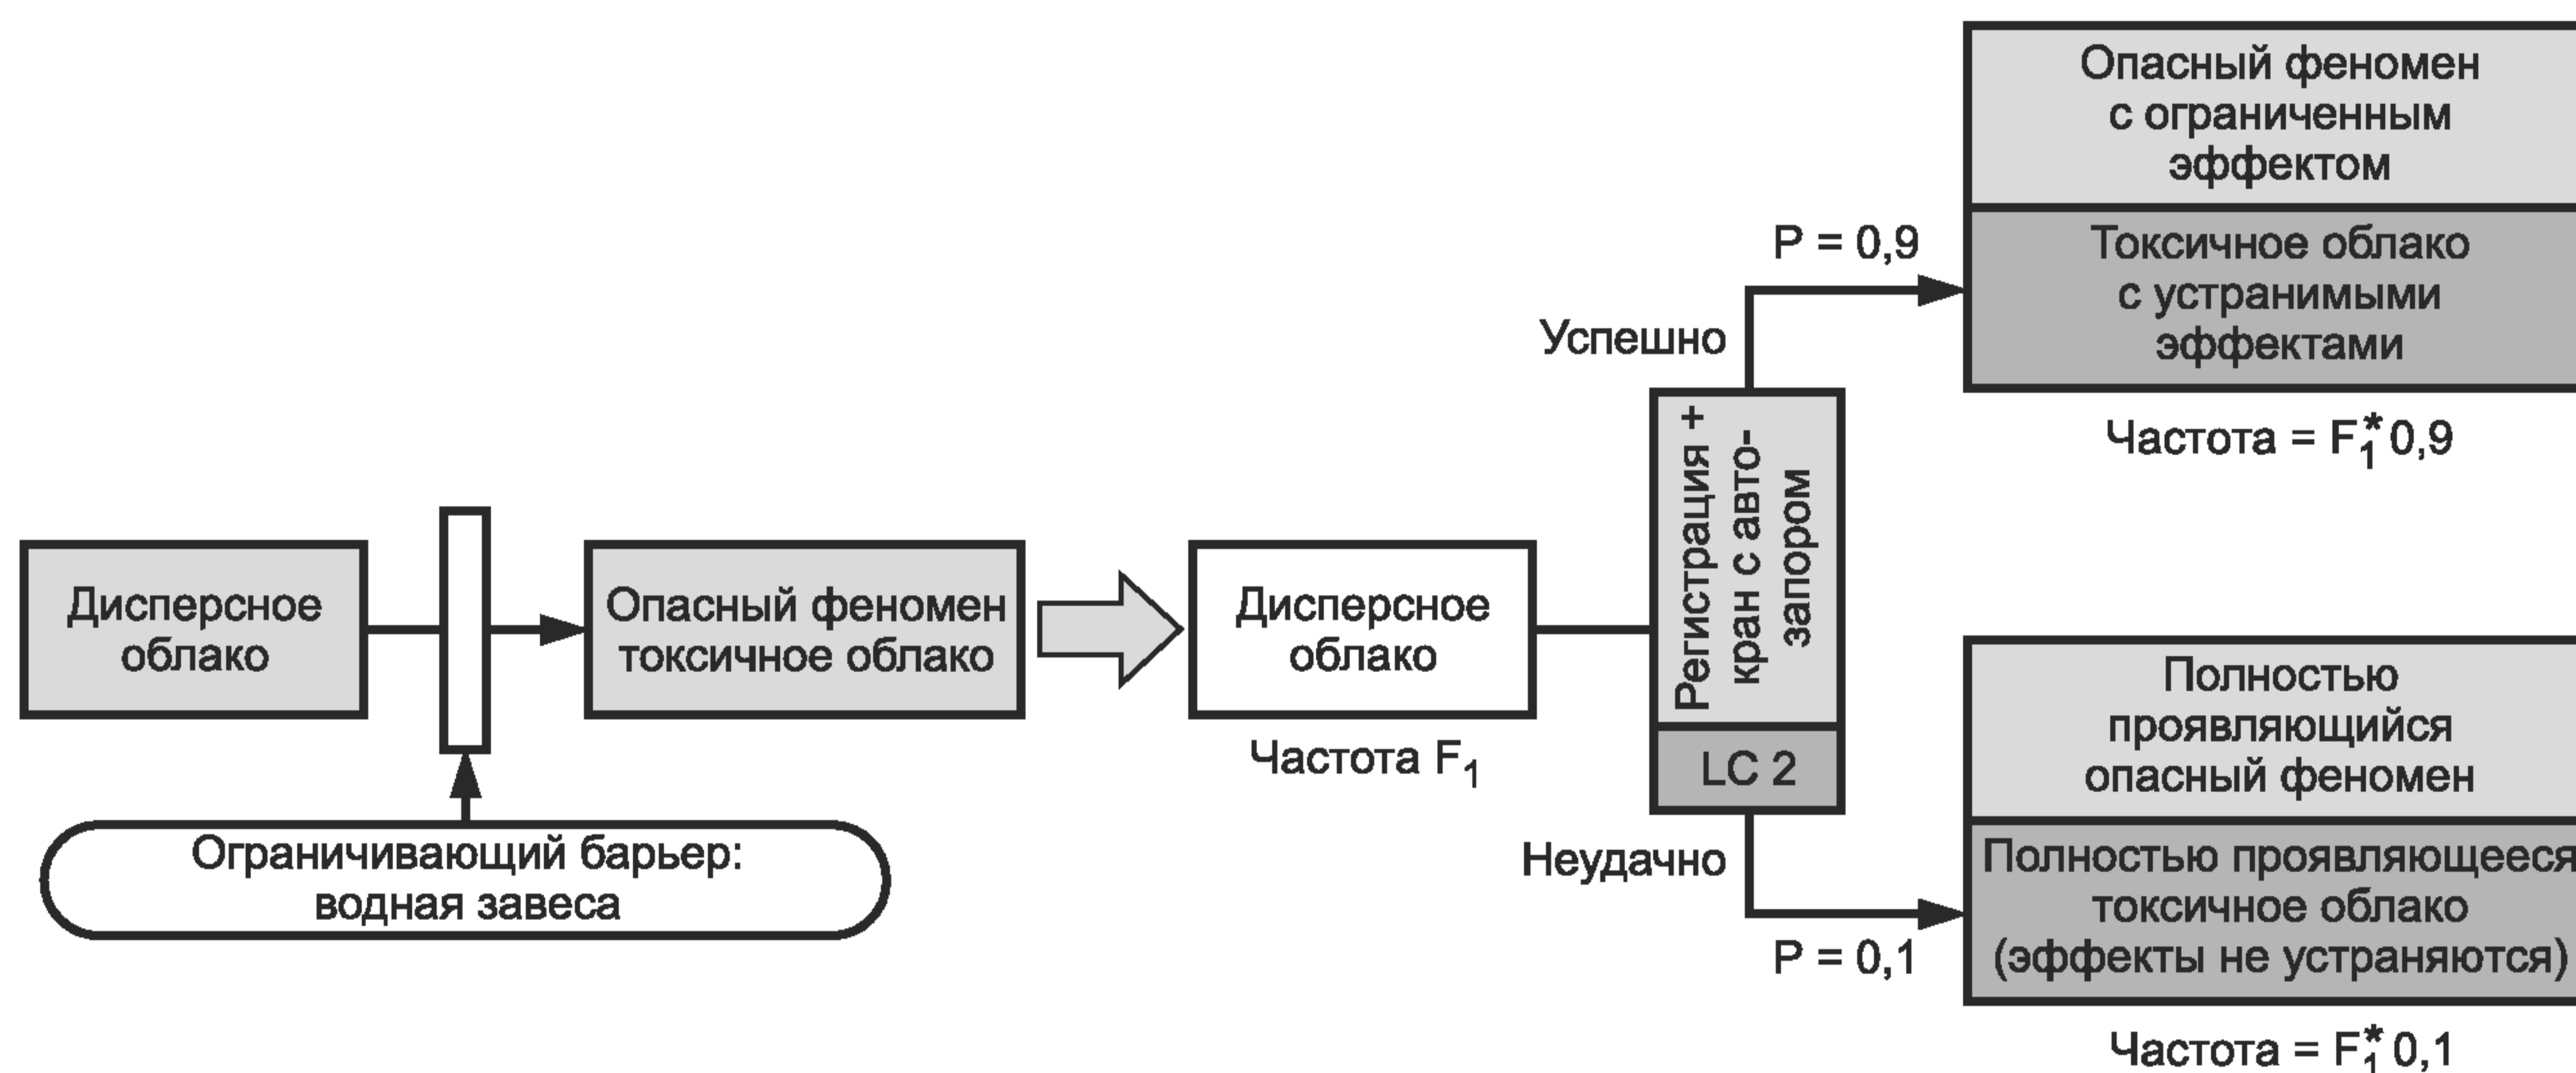 Дисперсное
облако
Опасный феномен
токсичное облако
Ограничивающий барьер:
водная завеса
Дисперсное
облако
Частота F₁
Регистрация +
кран с авто-
запором
LC 2
Успешно
P = 0,9
Опасный феномен
с ограниченным
эффектом
Токсичное облако
с устранимыми
эффектами
Частота = F₁* 0,9
Неудачно
P = 0,1
Полностью
проявляющийся
опасный феномен
Полностью проявляющееся
токсичное облако
(эффекты не устраняются)
Частота = F₁* 0,1